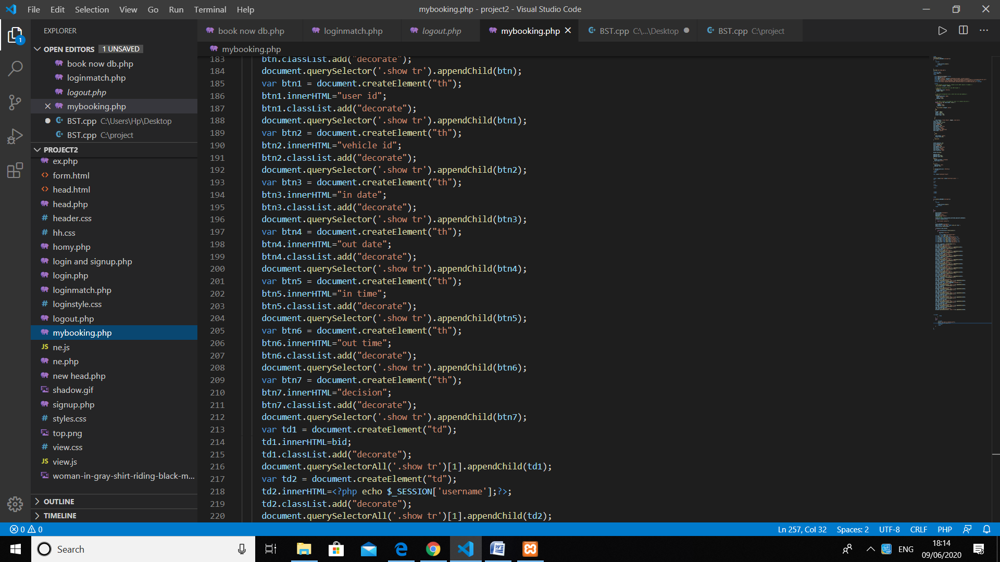 File Edit Selection View Go Run Terminal Help
mybooking.php - project2 - Visual Studio Code
EXPLORER
OPEN EDITORS 1 UNSAVED
book now db.php
loginmatch.php
logout.php
mybooking.php
BST.cpp C:\Users\Hp\Desktop
BST.cpp C:\project
PROJECT2
ex.php
form.html
head.html
head.php
header.css
hh.css
homy.php
login and signup.php
login.php
loginmatch.php
loginstyle.css
logout.php
mybooking.php
ne.js
ne.php
new head.php
shadow.gif
signup.php
styles.css
top.png
view.css
view.js
woman-in-gray-shirt-riding-black-m...
OUTLINE
TIMELINE
book now db.php loginmatch.php logout.php mybooking.php BST.cpp C:\...\Desktop BST.cpp C:\project
mybooking.php
183 btn.classList.add("decorate");
184 document.querySelector('.show tr').appendChild(btn);
185 var btn1 = document.createElement("th");
186 btn1.innerHTML="user id";
187 btn1.classList.add("decorate");
188 document.querySelector('.show tr').appendChild(btn1);
189 var btn2 = document.createElement("th");
190 btn2.innerHTML="vehicle id";
191 btn2.classList.add("decorate");
192 document.querySelector('.show tr').appendChild(btn2);
193 var btn3 = document.createElement("th");
194 btn3.innerHTML="in date";
195 btn3.classList.add("decorate");
196 document.querySelector('.show tr').appendChild(btn3);
197 var btn4 = document.createElement("th");
198 btn4.innerHTML="out date";
199 btn4.classList.add("decorate");
200 document.querySelector('.show tr').appendChild(btn4);
201 var btn5 = document.createElement("th");
202 btn5.innerHTML="in time";
203 btn5.classList.add("decorate");
204 document.querySelector('.show tr').appendChild(btn5);
205 var btn6 = document.createElement("th");
206 btn6.innerHTML="out time";
207 btn6.classList.add("decorate");
208 document.querySelector('.show tr').appendChild(btn6);
209 var btn7 = document.createElement("th");
210 btn7.innerHTML="decision";
211 btn7.classList.add("decorate");
212 document.querySelector('.show tr').appendChild(btn7);
213 var td1 = document.createElement("td");
214 td1.innerHTML=bid;
215 td1.classList.add("decorate");
216 document.querySelectorAll('.show tr')[1].appendChild(td1);
217 var td2 = document.createElement("td");
218 td2.innerHTML=<?php echo $_SESSION['username'];?>;
219 td2.classList.add("decorate");
220 document.querySelectorAll('.show tr')[1].appendChild(td2);
0 0
Ln 257, Col 32 Spaces: 2 UTF-8 CRLF PHP
Search
ENG
18:14
09/06/2020